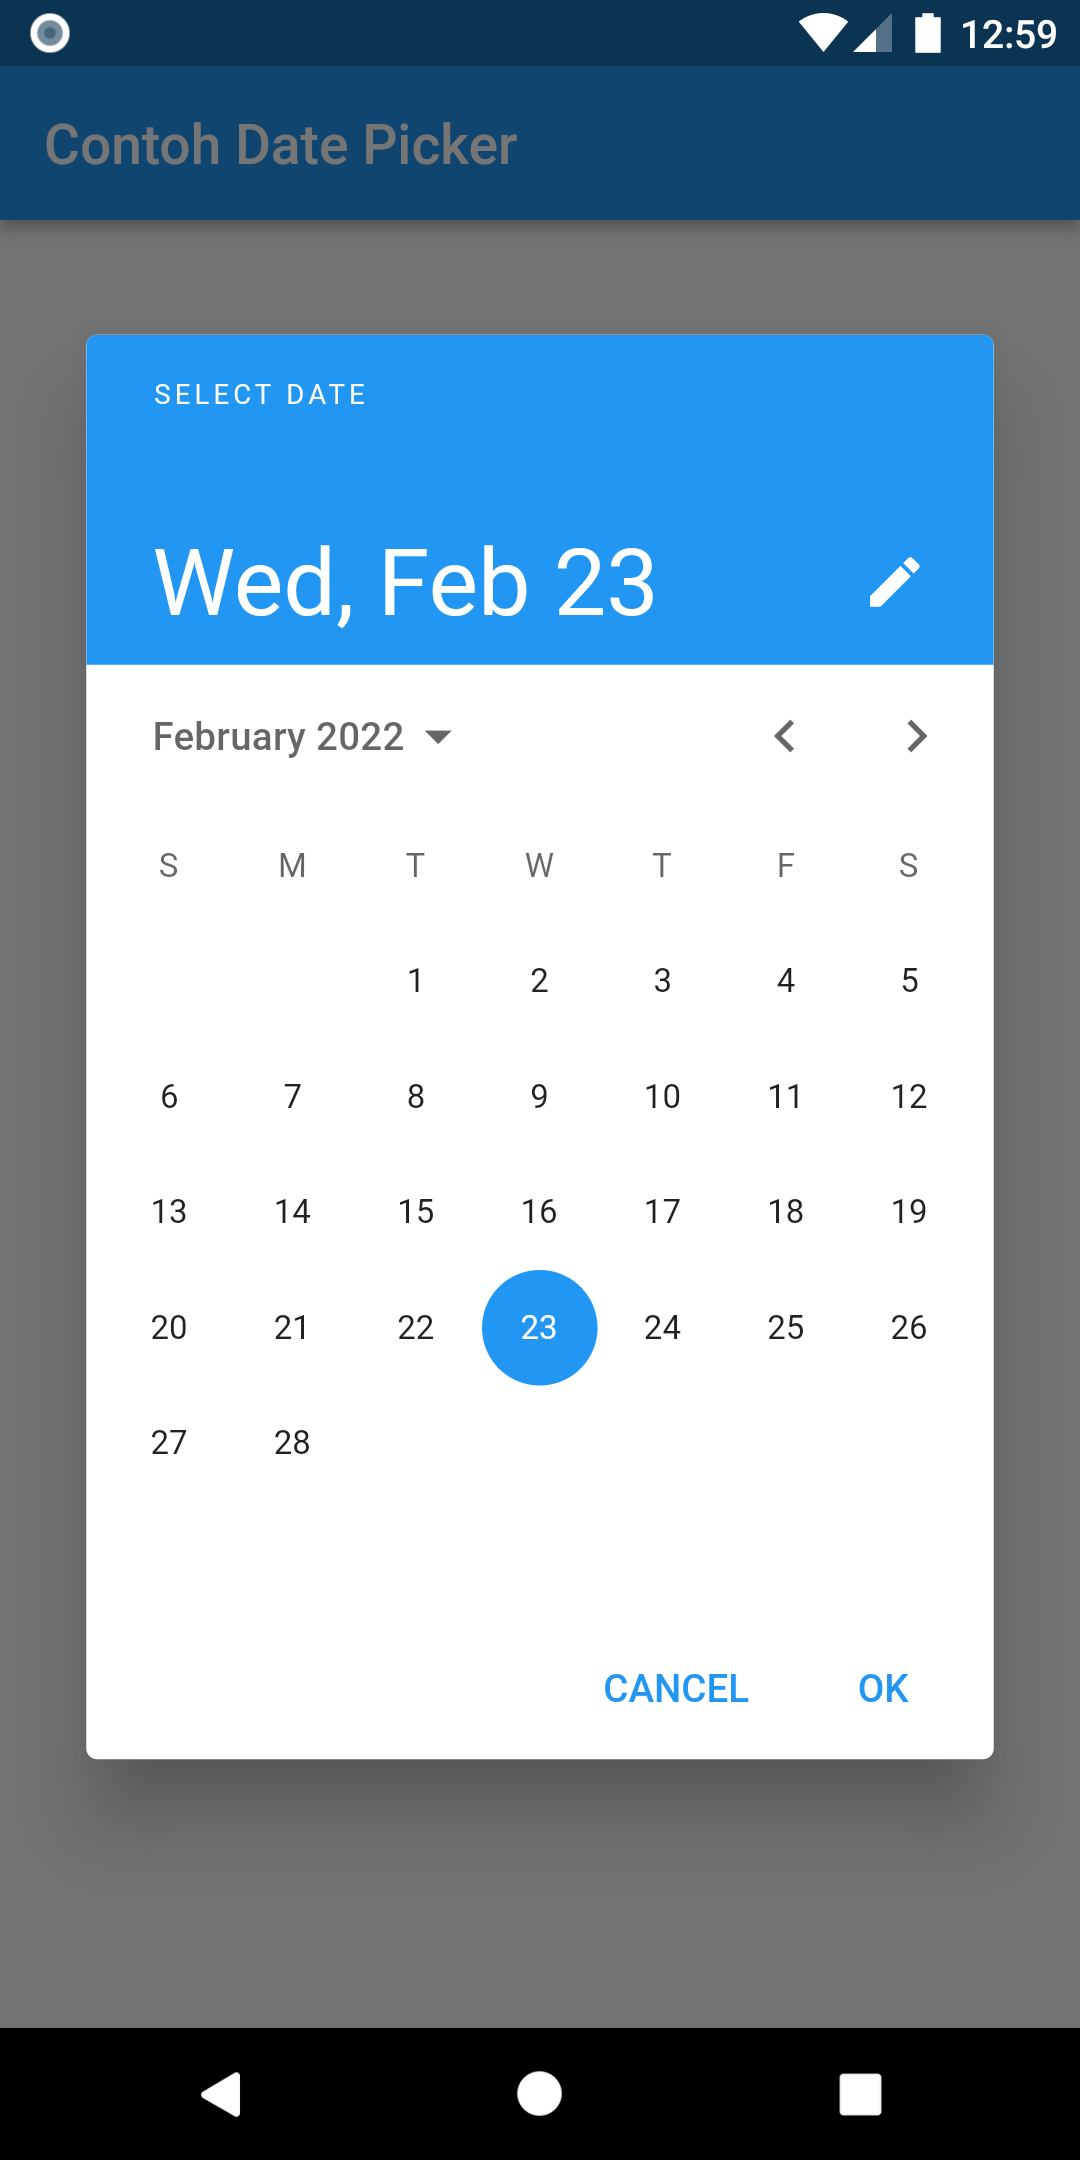 12:59
Contoh Date Picker
SELECT DATE
Wed, Feb 23
February 2022
S M T W T F S
1 2 3 4 5
6 7 8 9 10 11 12
13 14 15 16 17 18 19
20 21 22 23 24 25 26
27 28
CANCEL OK